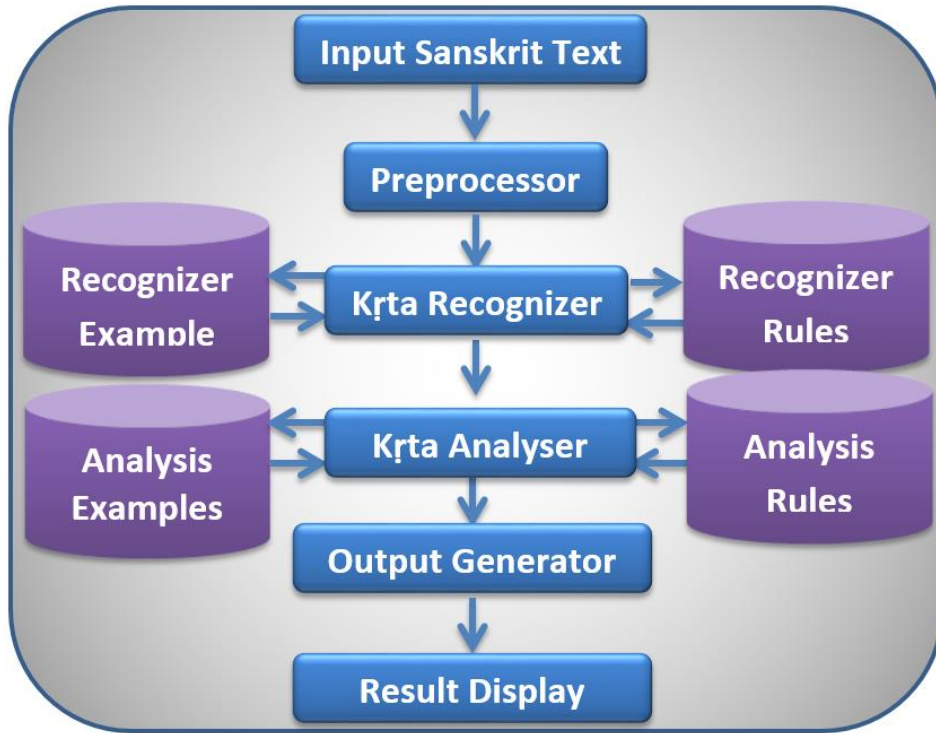 Input Sanskrit Text
Preprocessor
Recognizer
Example
Kṛta Recognizer
Recognizer
Rules
Analysis
Examples
Kṛta Analyser
Analysis
Rules
Output Generator
Result Display